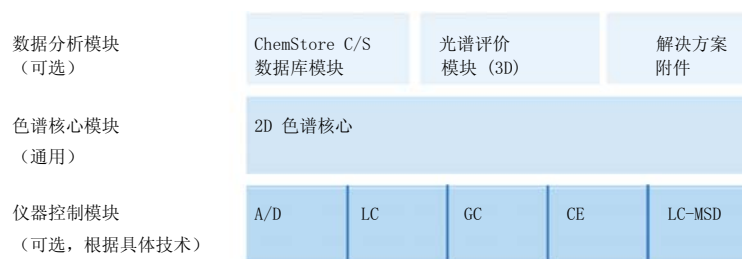 数据分析模块
（可选）
ChemStore C/S
数据库模块
光谱评价
模块 (3D)
解决方案
附件
色谱核心模块
（通用）
2D 色谱核心
仪器控制模块
（可选，根据具体技术）
A/D
LC
GC
CE
LC-MSD